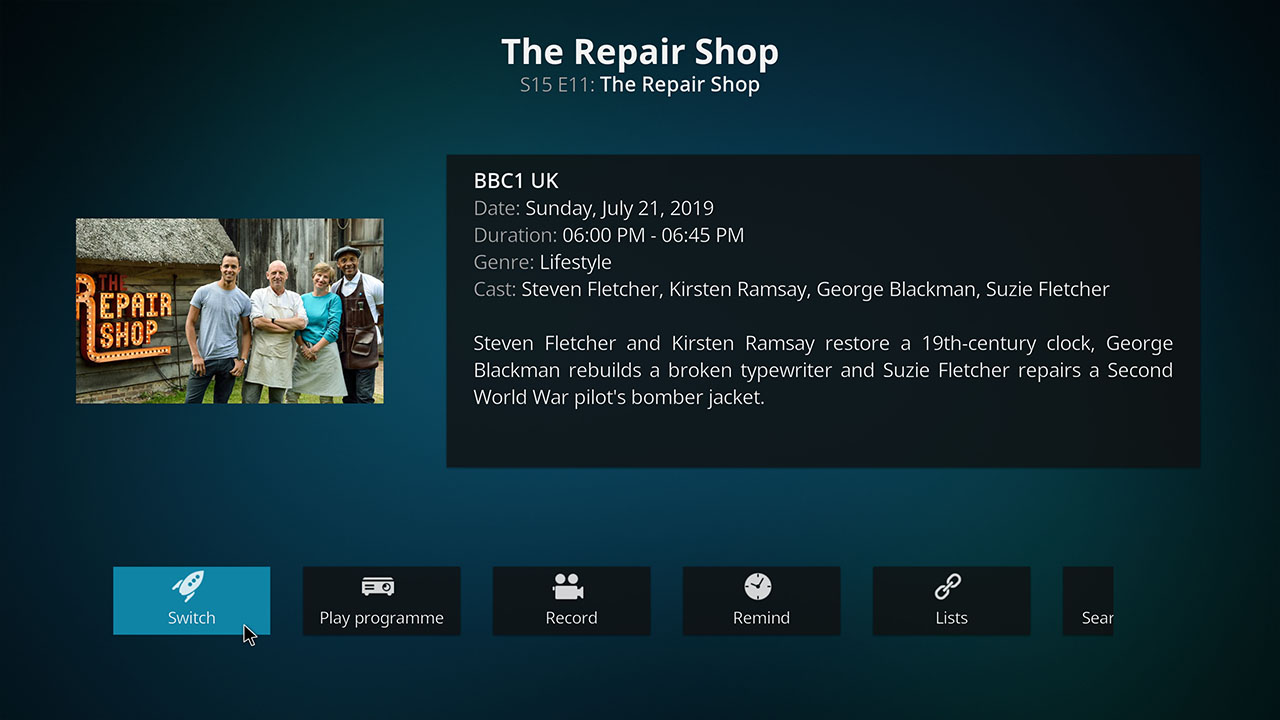 The Repair Shop
S15 E11: The Repair Shop
THE
REPAIR
SHOP
BBC1 UK
Date: Sunday, July 21, 2019
Duration: 06:00 PM - 06:45 PM
Genre: Lifestyle
Cast: Steven Fletcher, Kirsten Ramsay, George Blackman, Suzie Fletcher
Steven Fletcher and Kirsten Ramsay restore a 19th-century clock, George
Blackman rebuilds a broken typewriter and Suzie Fletcher repairs a Second
World War pilot's bomber jacket.
Switch
Play programme
Record
Remind
Lists
Sear